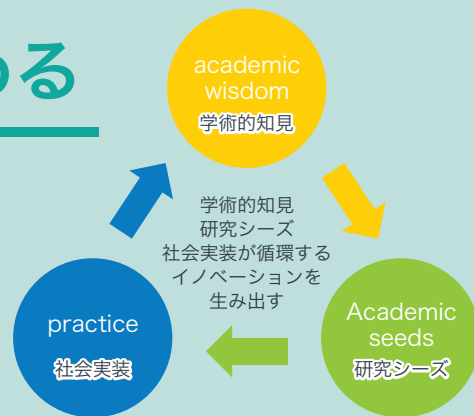 める
academic
wisdom
学術的知見
学術的知見
研究シーズ
社会実装が循環する
イノベーションを
生み出す
practice
社会実装
Academic
seeds
研究シーズ